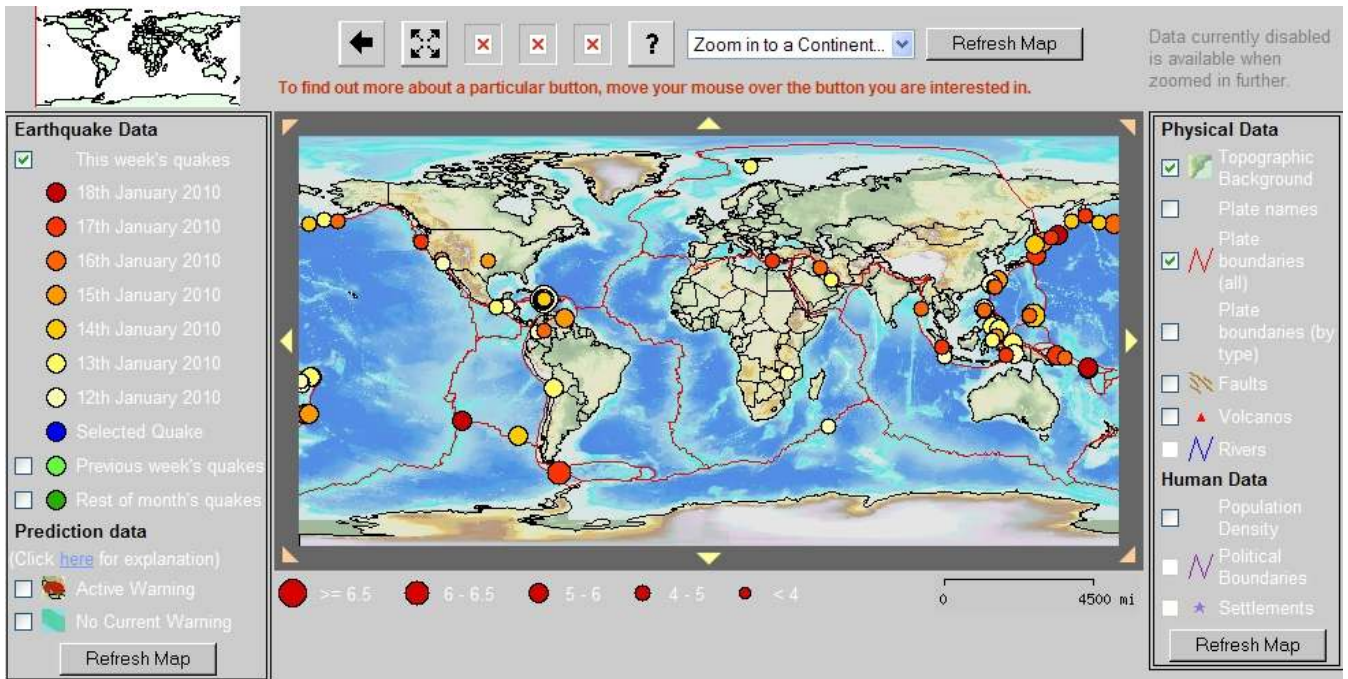 ?
Zoom in to a Continent...
Refresh Map
Data currently disabled
is available when
zoomed in further.
To find out more about a particular button, move your mouse over the button you are interested in.
Earthquake Data
This week's quakes
18th January 2010
17th January 2010
16th January 2010
15th January 2010
14th January 2010
13th January 2010
12th January 2010
Selected Quake
Previous week's quakes
Rest of month's quakes
Prediction data
(Click here for explanation)
Active Warning
No Current Warning
Refresh Map
>= 6.5
6 - 6.5
5 - 6
4 - 5
< 4
0
4500 mi
Physical Data
Topographic
Background
Plate names
Plate
boundaries
(all)
Plate
boundaries (by
type)
Faults
Volcanos
Rivers
Human Data
Population
Density
Political
Boundaries
Settlements
Refresh Map